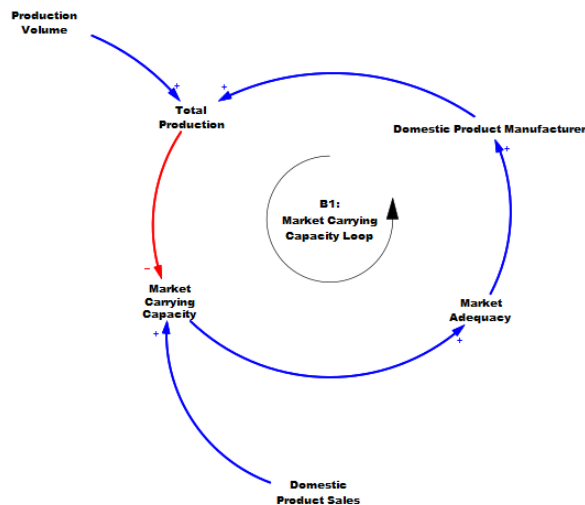 Production
Volume
+
+
Total
Production
Domestic Product Manufacturer
+
B1:
Market Carrying
Capacity Loop
–
Market
Carrying
Capacity
+
Market
Adequacy
+
Domestic
Product Sales